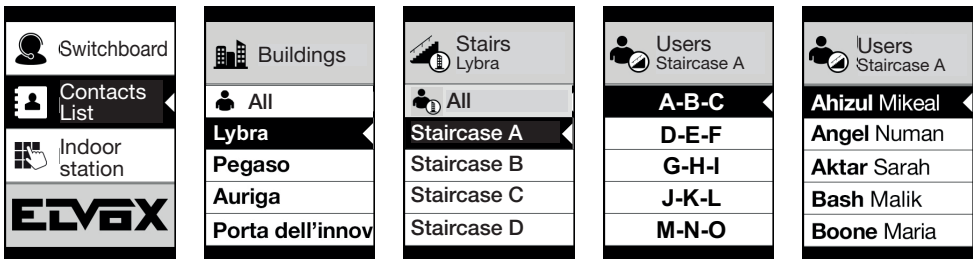 Switchboard
Contacts
List
Indoor
station
ELVOX
Buildings
All
Lybra
Pegaso
Auriga
Porta dell'innov
Stairs
Lybra
All
Staircase A
Staircase B
Staircase C
Staircase D
Users
Staircase A
A-B-C
D-E-F
G-H-I
J-K-L
M-N-O
Users
Staircase A
Ahizul Mikeal
Angel Numan
Aktar Sarah
Bash Malik
Boone Maria